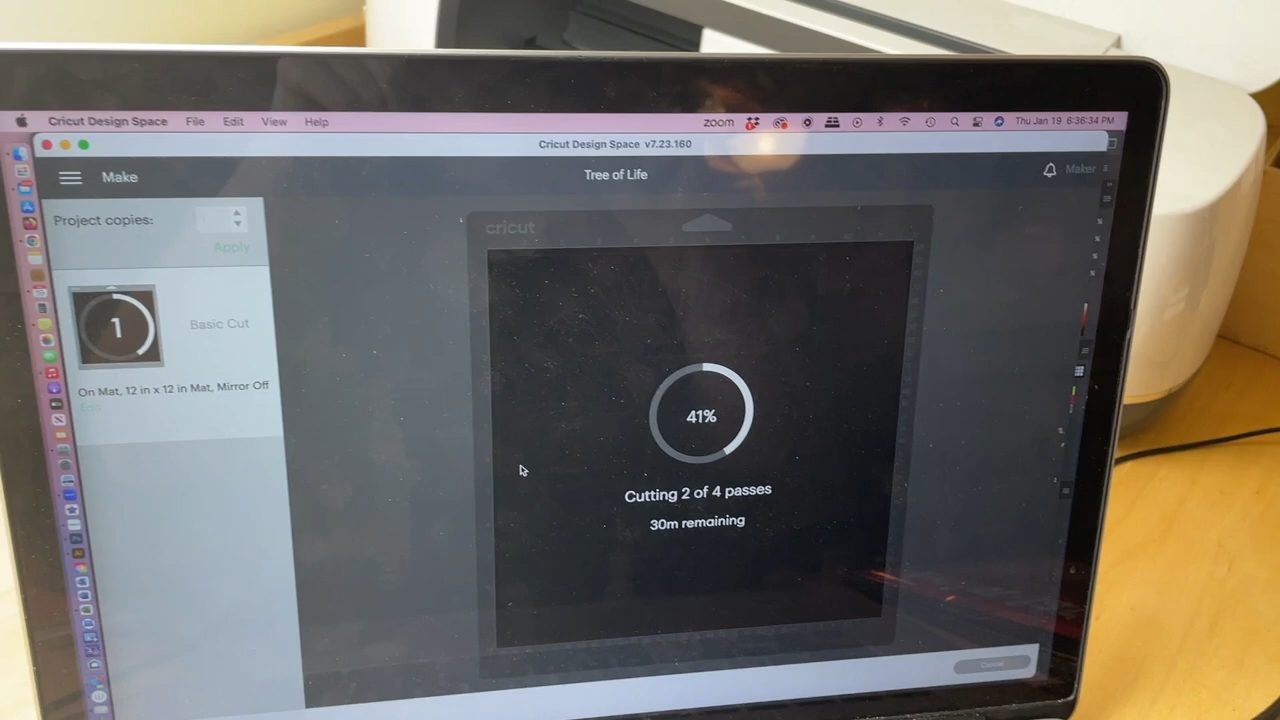 Cricut Design Space File Edit View Help zoom Thu Jan 19 6:36:34 PM
Cricut Design Space v7.23.160
Make Tree of Life Maker
Project copies:
Apply
cricut
1 Basic Cut
On Mat, 12 in x 12 in Mat, Mirror Off
Edit
41%
Cutting 2 of 4 passes
30m remaining
Cancel